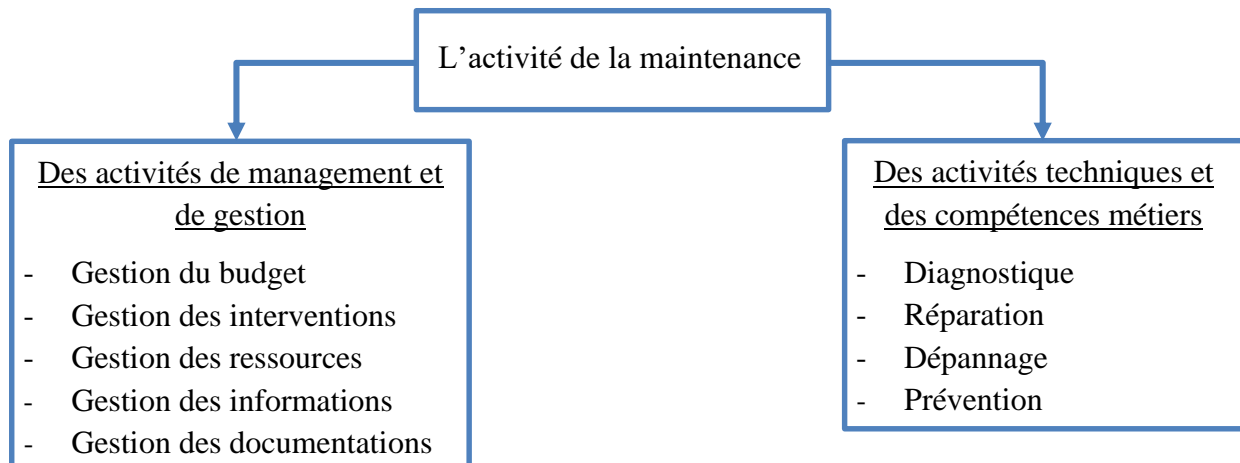 L’activité de la maintenance
Des activités de management et
de gestion
- Gestion du budget
- Gestion des interventions
- Gestion des ressources
- Gestion des informations
- Gestion des documentations
Des activités techniques et
des compétences métiers
- Diagnostique
- Réparation
- Dépannage
- Prévention